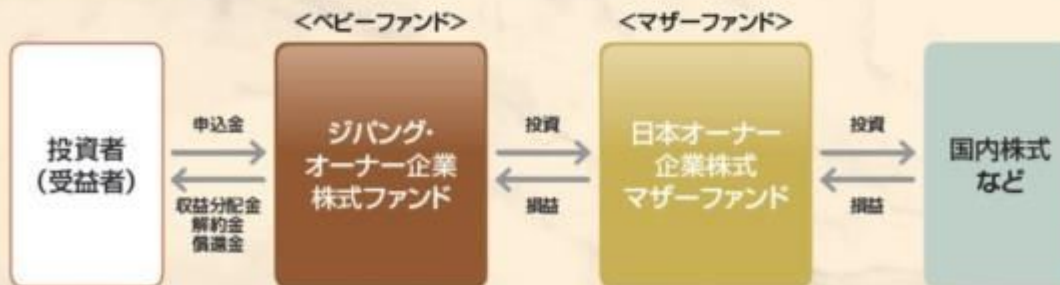 <ベビーファンド>
<マザーファンド>
投資者
(受益者)
申込金
収益分配金
解約金
償還金
ジパング・
オーナー企業
株式ファンド
投資
損益
日本オーナー
企業株式
マザーファンド
投資
損益
国内株式
など